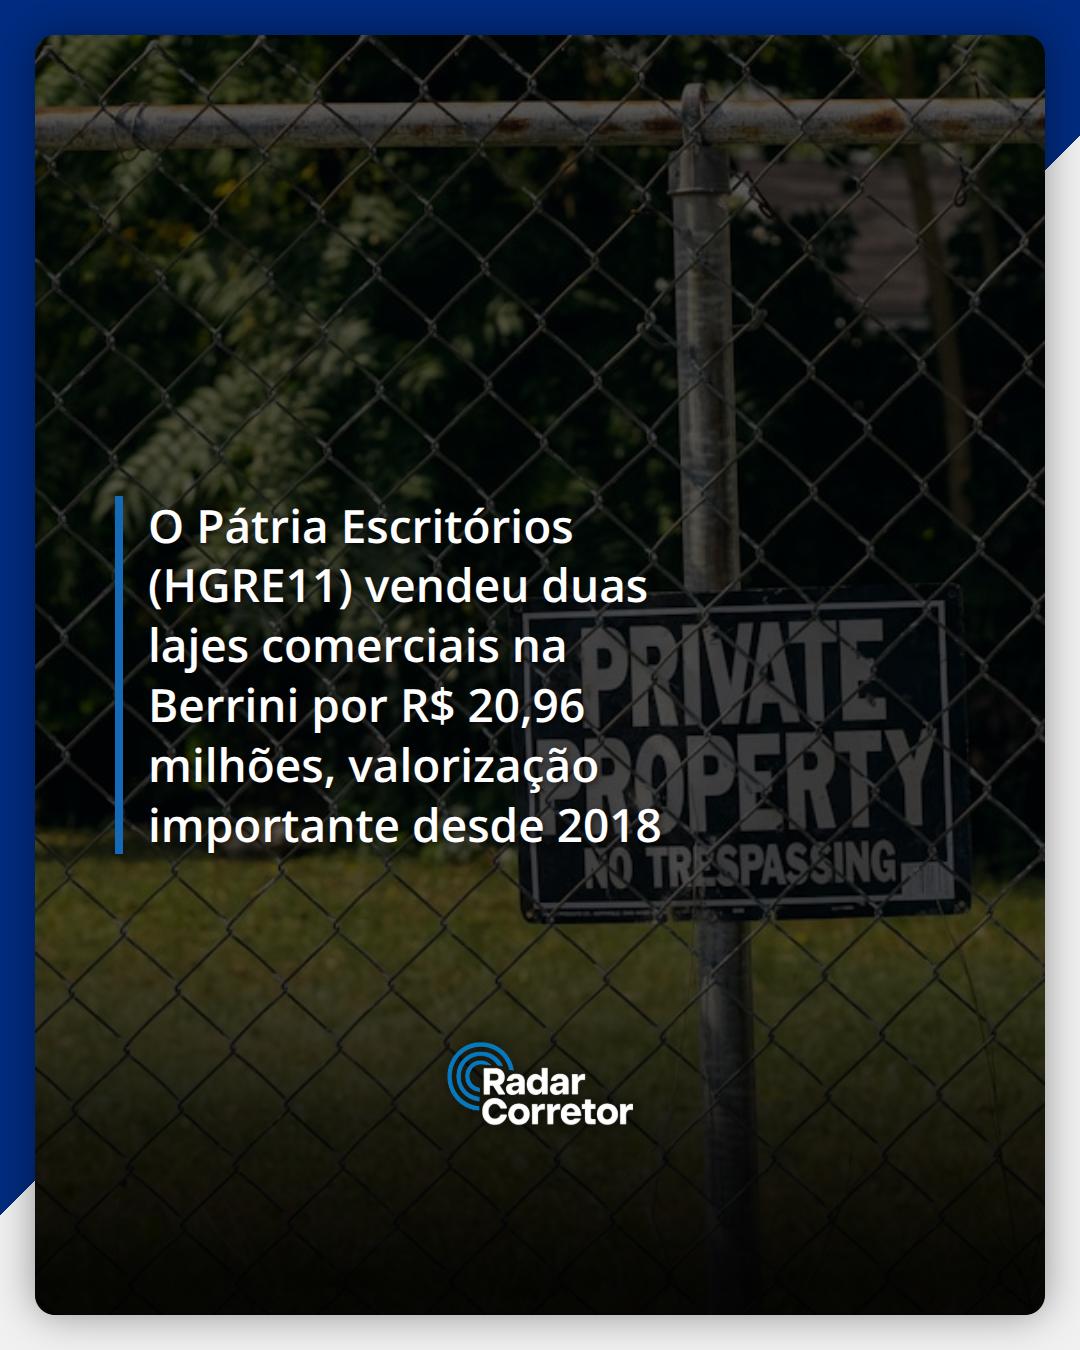 O Pátria Escritórios
(HGRE11) vendeu duas
lajes comerciais na
Berrini por R$ 20,96
milhões, valorização
importante desde 2018
PRIVATE
PROPERTY
NO TRESPASSING
Radar
Corretor